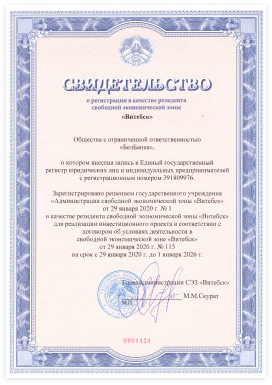 СВИДЕТЕЛЬСТВО
о регистрации в качестве резидента
свободной экономической зоны
«Витебск»
Общества с ограниченной ответственностью
о котором внесена запись в Единый государственный
регистр юридических лиц и индивидуальных предпринимателей
с регистрационным номером 391809976.
Зарегистрировано решением государственного учреждения
«Администрация свободной экономической зоны «Витебск»
от 29 января 2020 г. № 1
в качестве резидента свободной экономической зоны «Витебск»
для реализации инвестиционного проекта в соответствии с
договором об условиях деятельности в
свободной экономической зоне «Витебск»
от 29 января 2020 г. № 115
на срок с 29 января 2020 г. до 1 января 2026 г.
администрации СЭЗ «Витебск»
М.М.Скурат
0001424